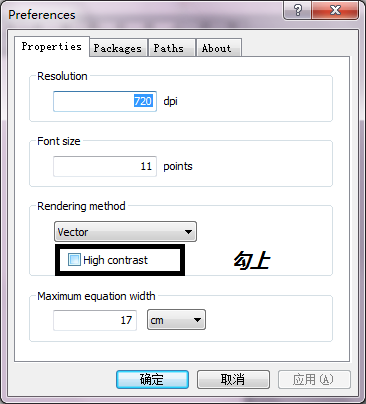 Preferences
Properties Packages Paths About
Resolution
720 dpi
Font size
11 points
Rendering method
Vector
High contrast 勾上
Maximum equation width
17 cm
确定 取消 应用(A)